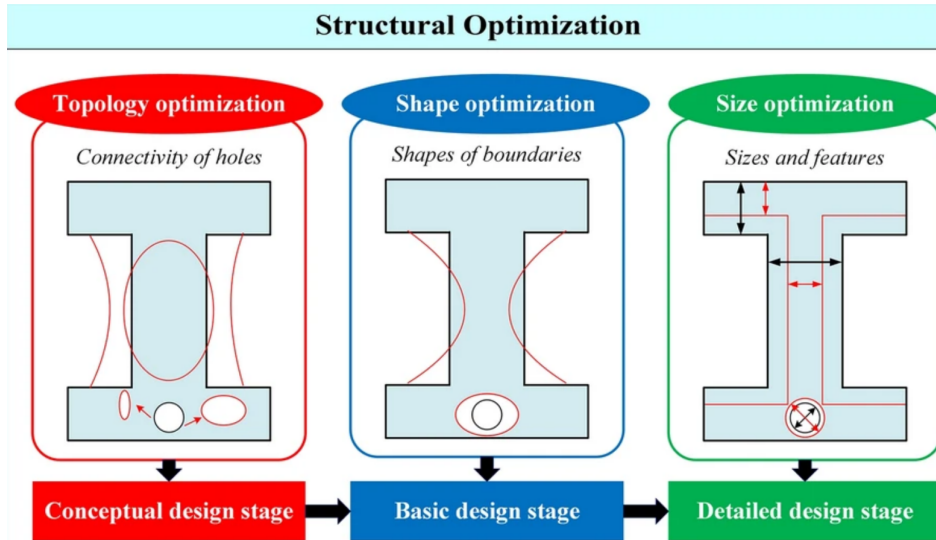 Structural Optimization
Topology optimization
Shape optimization
Size optimization
Connectivity of holes
Shapes of boundaries
Sizes and features
Conceptual design stage
Basic design stage
Detailed design stage